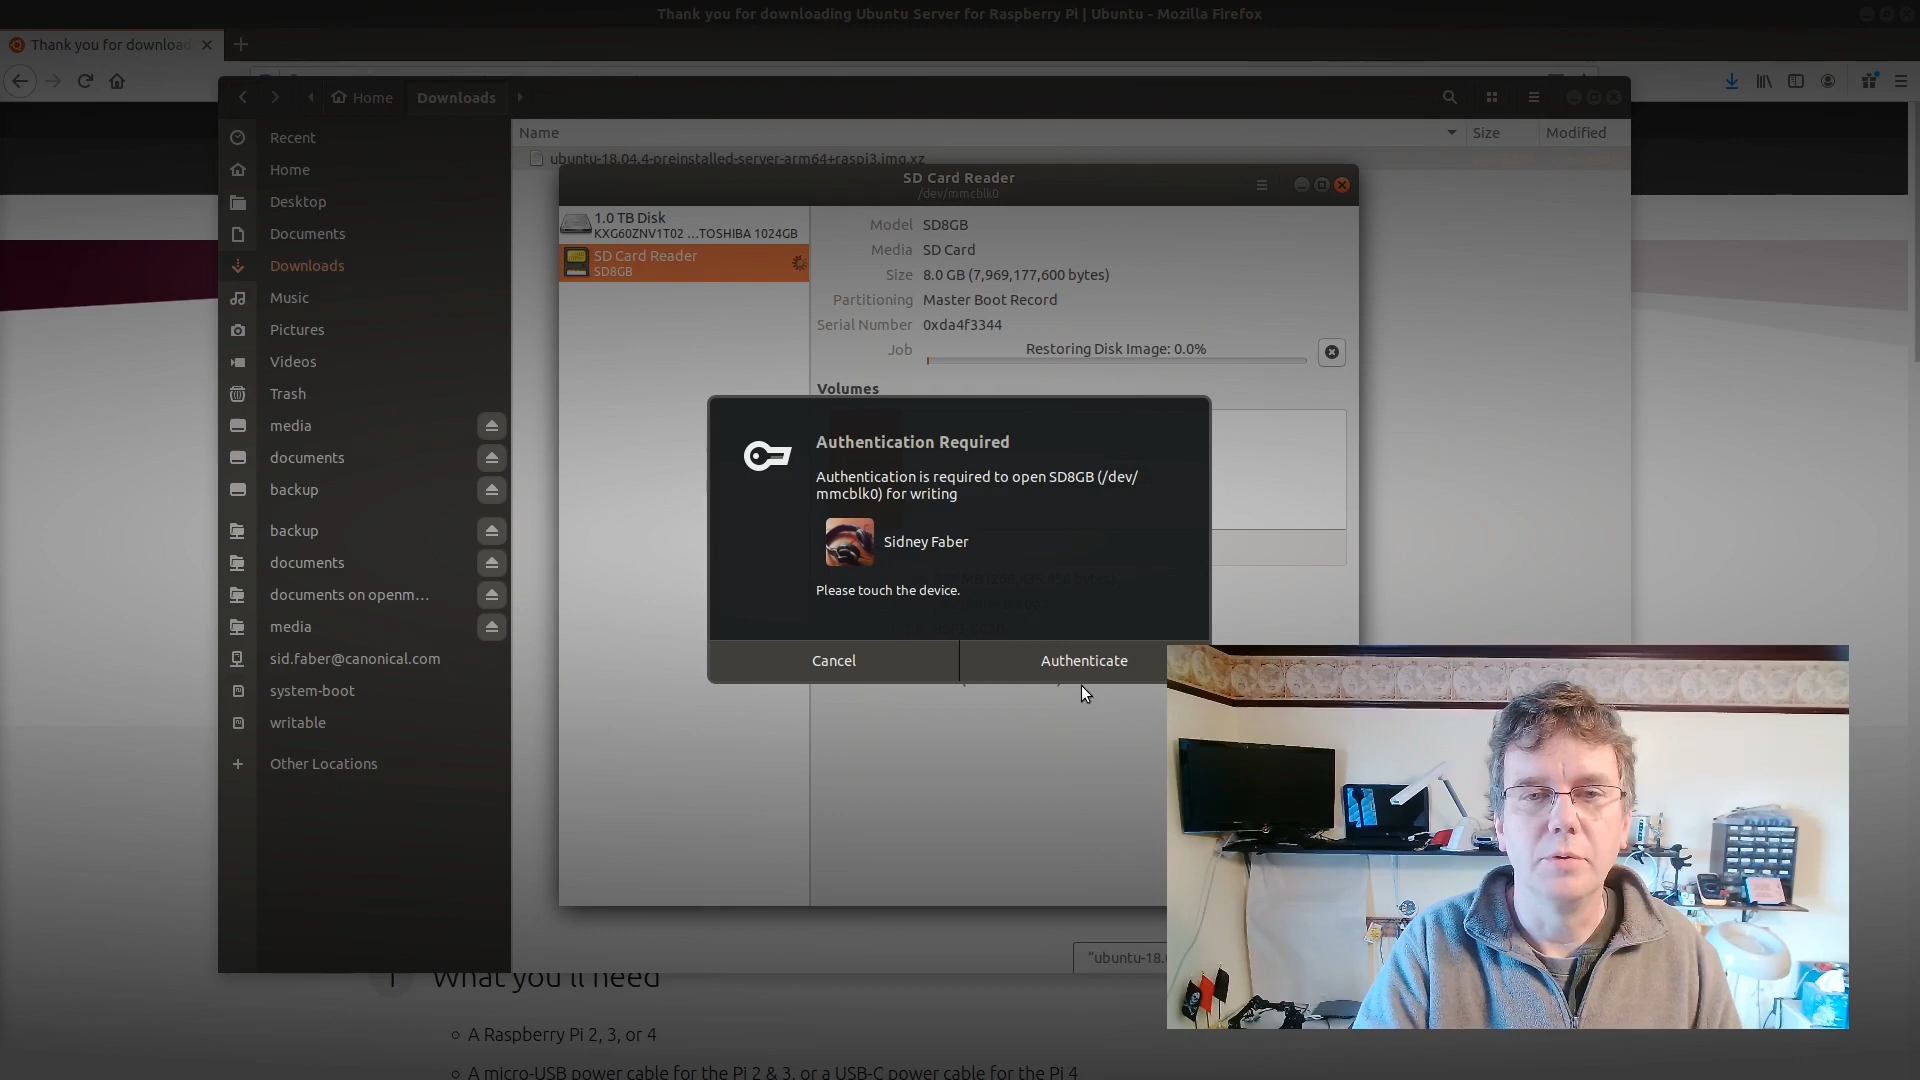 Thank you for downloading Ubuntu Server for Raspberry Pi | Ubuntu - Mozilla Firefox
Thank you for download
Home
Downloads
Recent
Home
Desktop
Documents
Downloads
Music
Pictures
Videos
Trash
media
documents
backup
backup
documents
documents on openm…
media
sid.faber@canonical.com
system-boot
writable
Other Locations
Name
Size
Modified
ubuntu-18.04.4-preinstalled-server-arm64+raspi3.img.xz
SD Card Reader
/dev/mmcblk0
1.0 TB Disk
KXG60ZNV1T02 …TOSHIBA 1024GB
SD Card Reader
SD8GB
Model SD8GB
Media SD Card
Size 8.0 GB (7,969,177,600 bytes)
Partitioning Master Boot Record
Serial Number 0xda4f3344
Job Restoring Disk Image: 0.0%
Volumes
Authentication Required
Authentication is required to open SD8GB (/dev/
mmcblk0) for writing
Sidney Faber
Please touch the device.
Cancel
Authenticate
"ubuntu-18.
1 What you'll need
A Raspberry Pi 2, 3, or 4
A micro-USB power cable for the Pi 2 & 3, or a USB-C power cable for the Pi 4